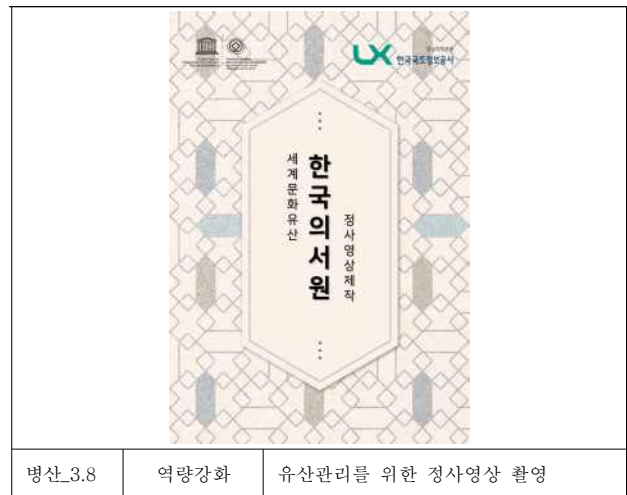 LX 한국국토정보공사
세계문화유산
한국의서원
정사영상제작
병산_3.8
역량강화
유산관리를 위한 정사영상 촬영